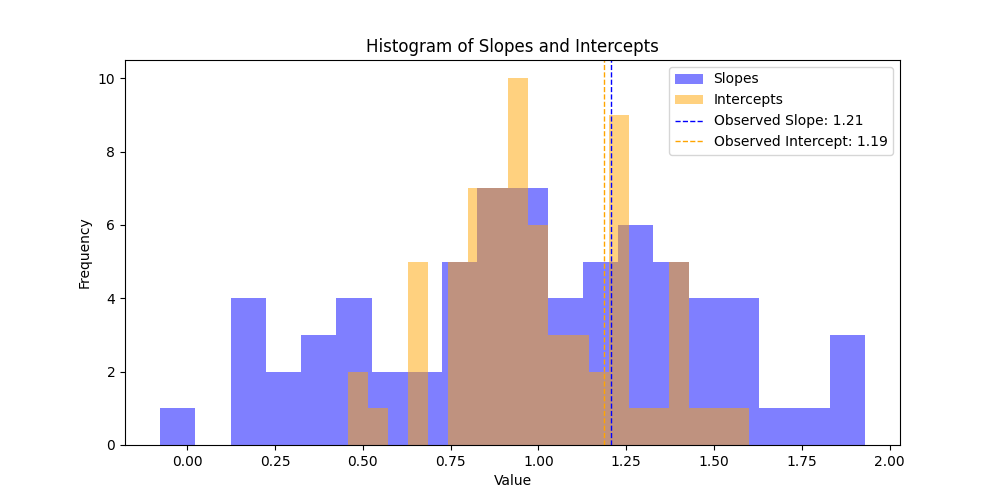 Histogram of Slopes and Intercepts
Slopes
Intercepts
Observed Slope: 1.21
Observed Intercept: 1.19
Frequency
10
8
6
4
2
0
0.00 0.25 0.50 0.75 1.00 1.25 1.50 1.75 2.00
Value